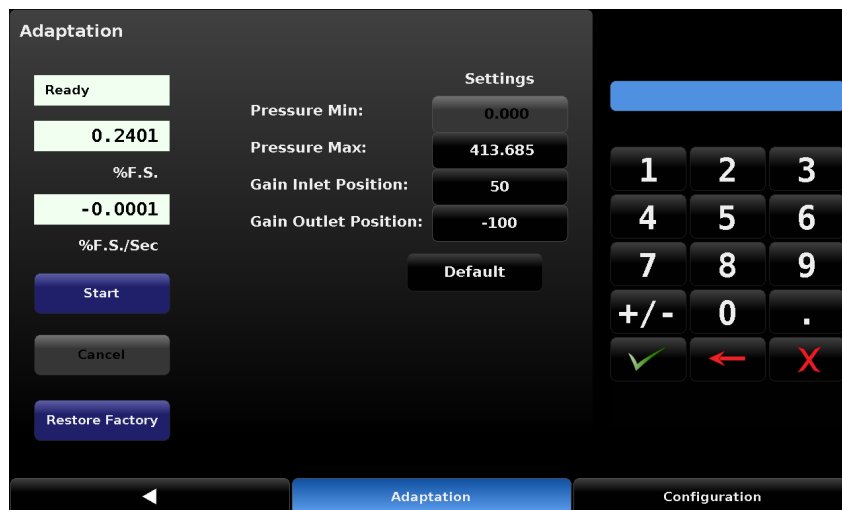 Adaptation
Ready
0.2401
%F.S.
-0.0001
%F.S./Sec
Start
Cancel
Restore Factory
Settings
Pressure Min: 0.000
Pressure Max: 413.685
Gain Inlet Position: 50
Gain Outlet Position: -100
Default
1 2 3
4 5 6
7 8 9
+/- 0 .
X
Adaptation Configuration